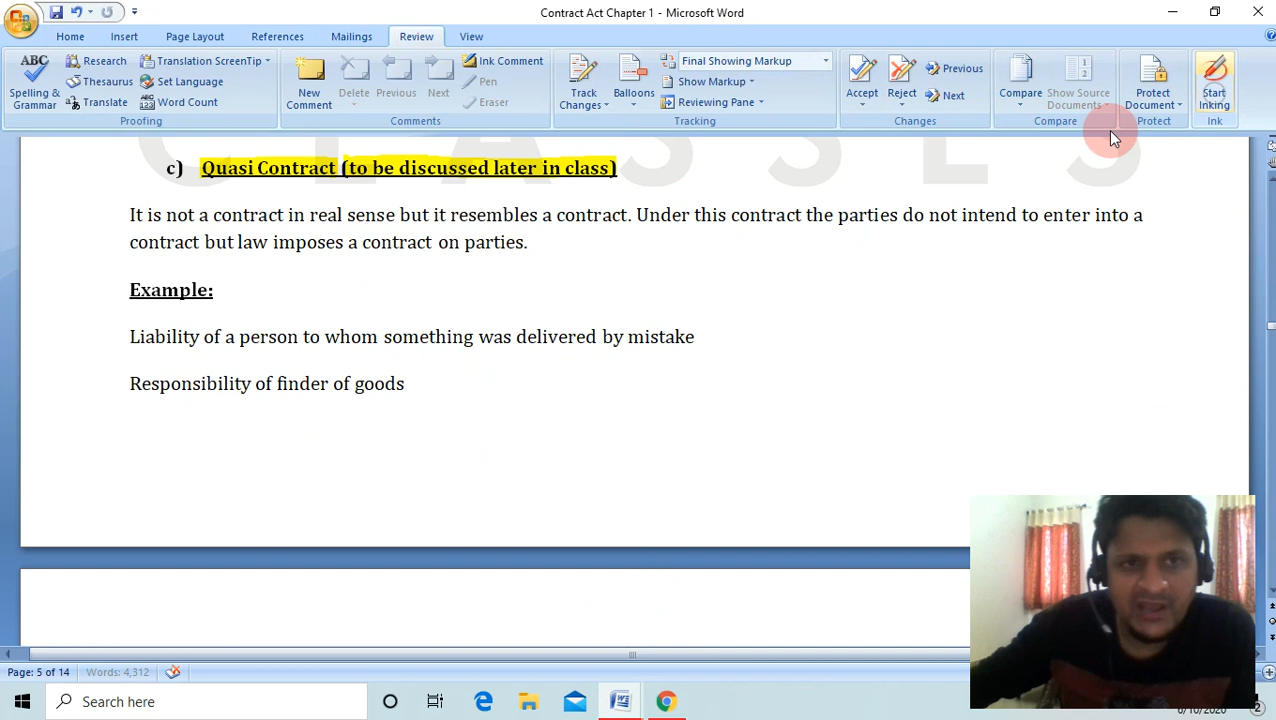 Contract Act Chapter 1 - Microsoft Word
Home Insert Page Layout References Mailings Review View
ABC Research Translation ScreenTip Ink Comment Final Showing Markup Previous
Thesaurus Set Language Pen Show Markup
Spelling & Grammar Translate Word Count New Comment Delete Previous Next Eraser Track Changes Balloons Reviewing Pane Accept Reject Next Compare Show Source Documents Protect Document Start Inking
Proofing Comments Tracking Changes Compare Protect Ink
C L A S S E S
c) Quasi Contract (to be discussed later in class)
It is not a contract in real sense but it resembles a contract. Under this contract the parties do not intend to enter into a
contract but law imposes a contract on parties.
Example:
Liability of a person to whom something was delivered by mistake
Responsibility of finder of goods
Page: 5 of 14 Words: 4,312
Search here